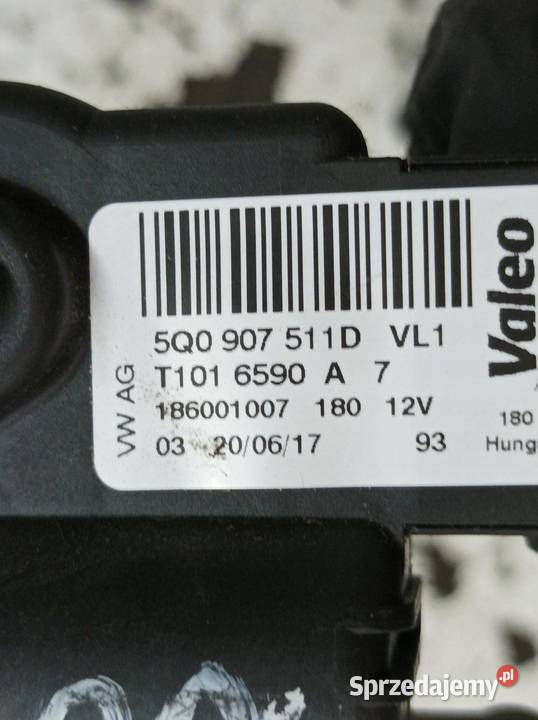 5Q0 907 511D VL1
T101 6590 A 7
186001007 180 12V
03 20/06/17 93
VW AG
Valeo
180
Hung
Sprzedajemy.pl